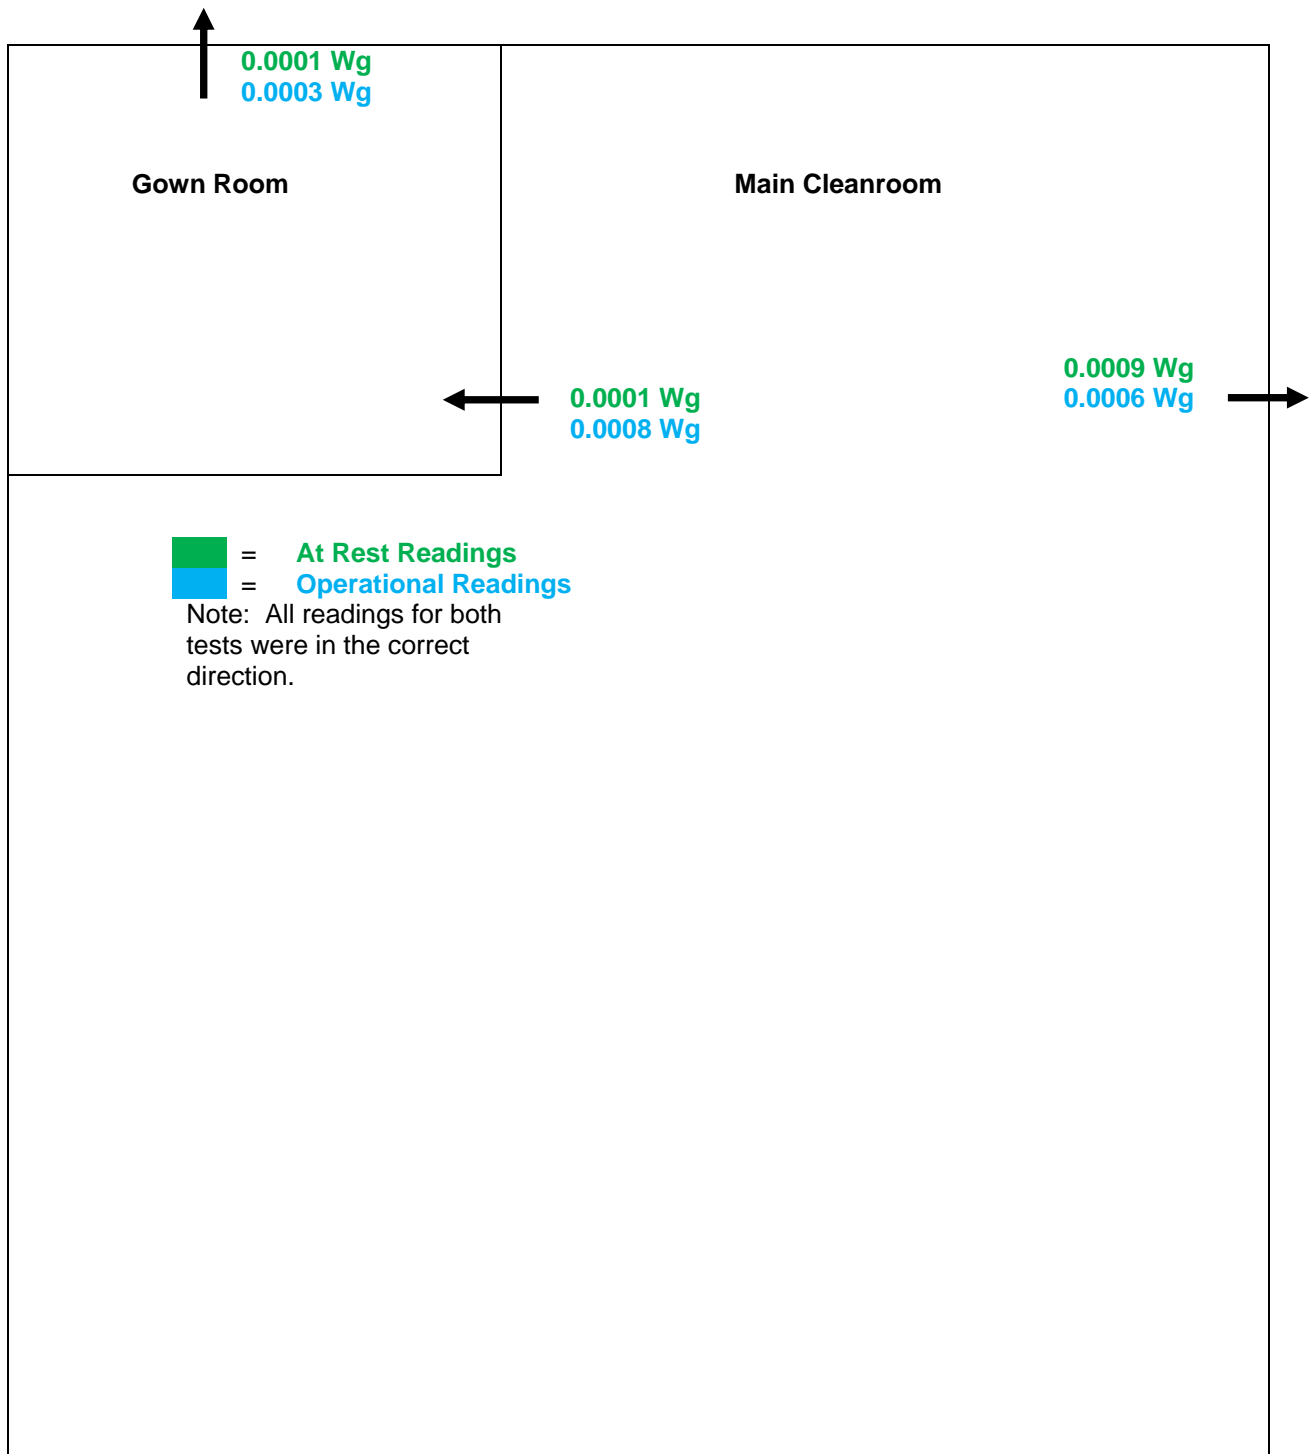 0.0001 Wg
0.0003 Wg
Gown Room
Main Cleanroom
0.0009 Wg
0.0006 Wg
0.0001 Wg
0.0008 Wg
= At Rest Readings
= Operational Readings
Note: All readings for both
tests were in the correct
direction.